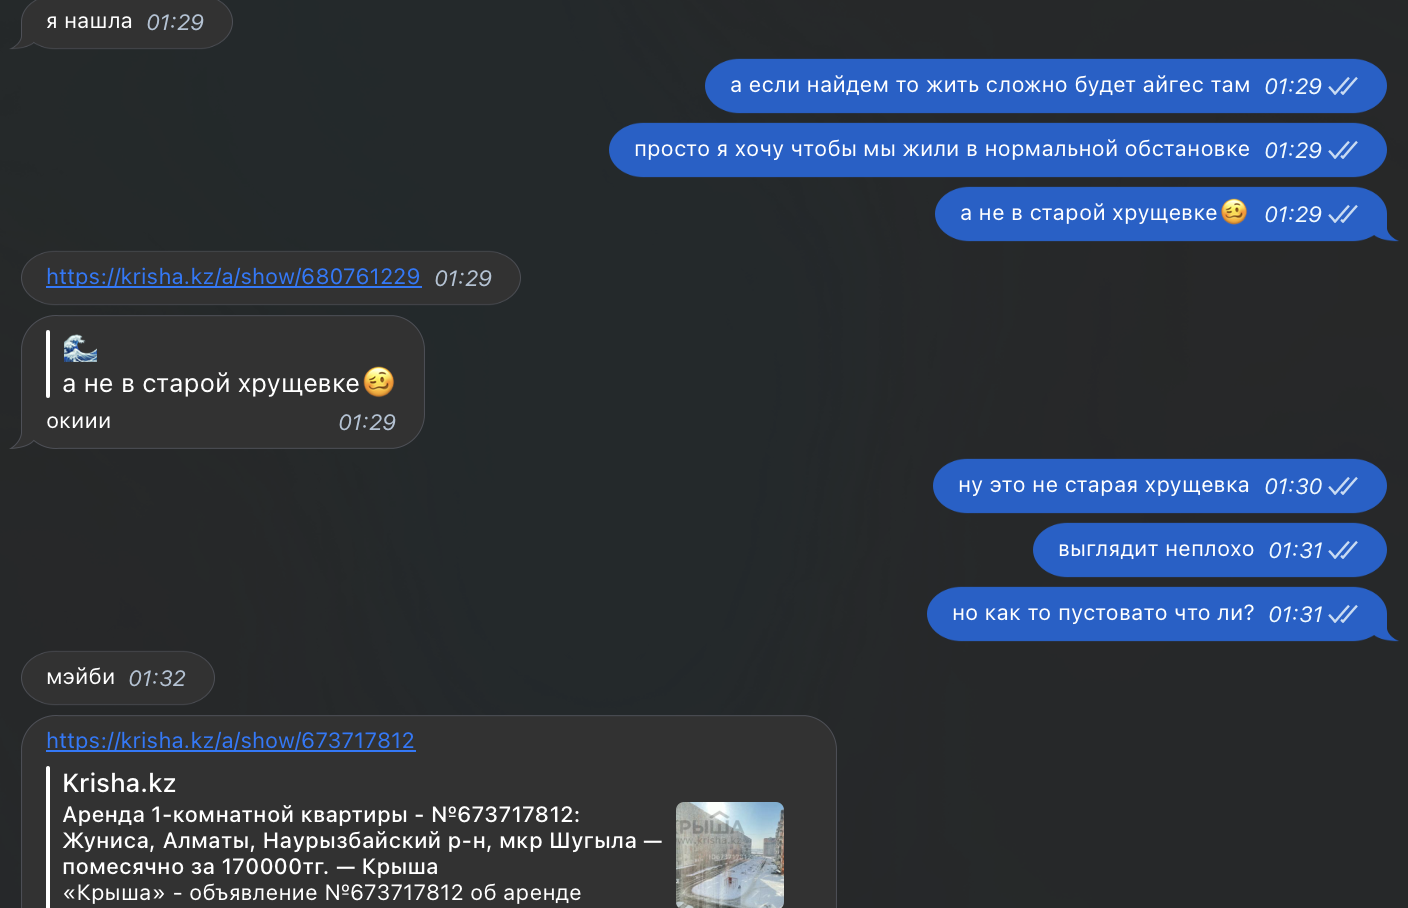 я нашла 01:29
а если найдем то жить сложно будет айгес там 01:29
просто я хочу чтобы мы жили в нормальной обстановке 01:29
а не в старой хрущевке🥴 01:29
https://krisha.kz/a/show/680761229 01:29
🌊
а не в старой хрущевке🥴
окиии 01:29
ну это не старая хрущевка 01:30
выглядит неплохо 01:31
но как то пустовато что ли? 01:31
мэйби 01:32
https://krisha.kz/a/show/673717812
Krisha.kz
Аренда 1-комнатной квартиры - №673717812:
Жуниса, Алматы, Наурызбайский р-н, мкр Шугыла —
помесячно за 170000тг. — Крыша
«Крыша» - объявление №673717812 об аренде